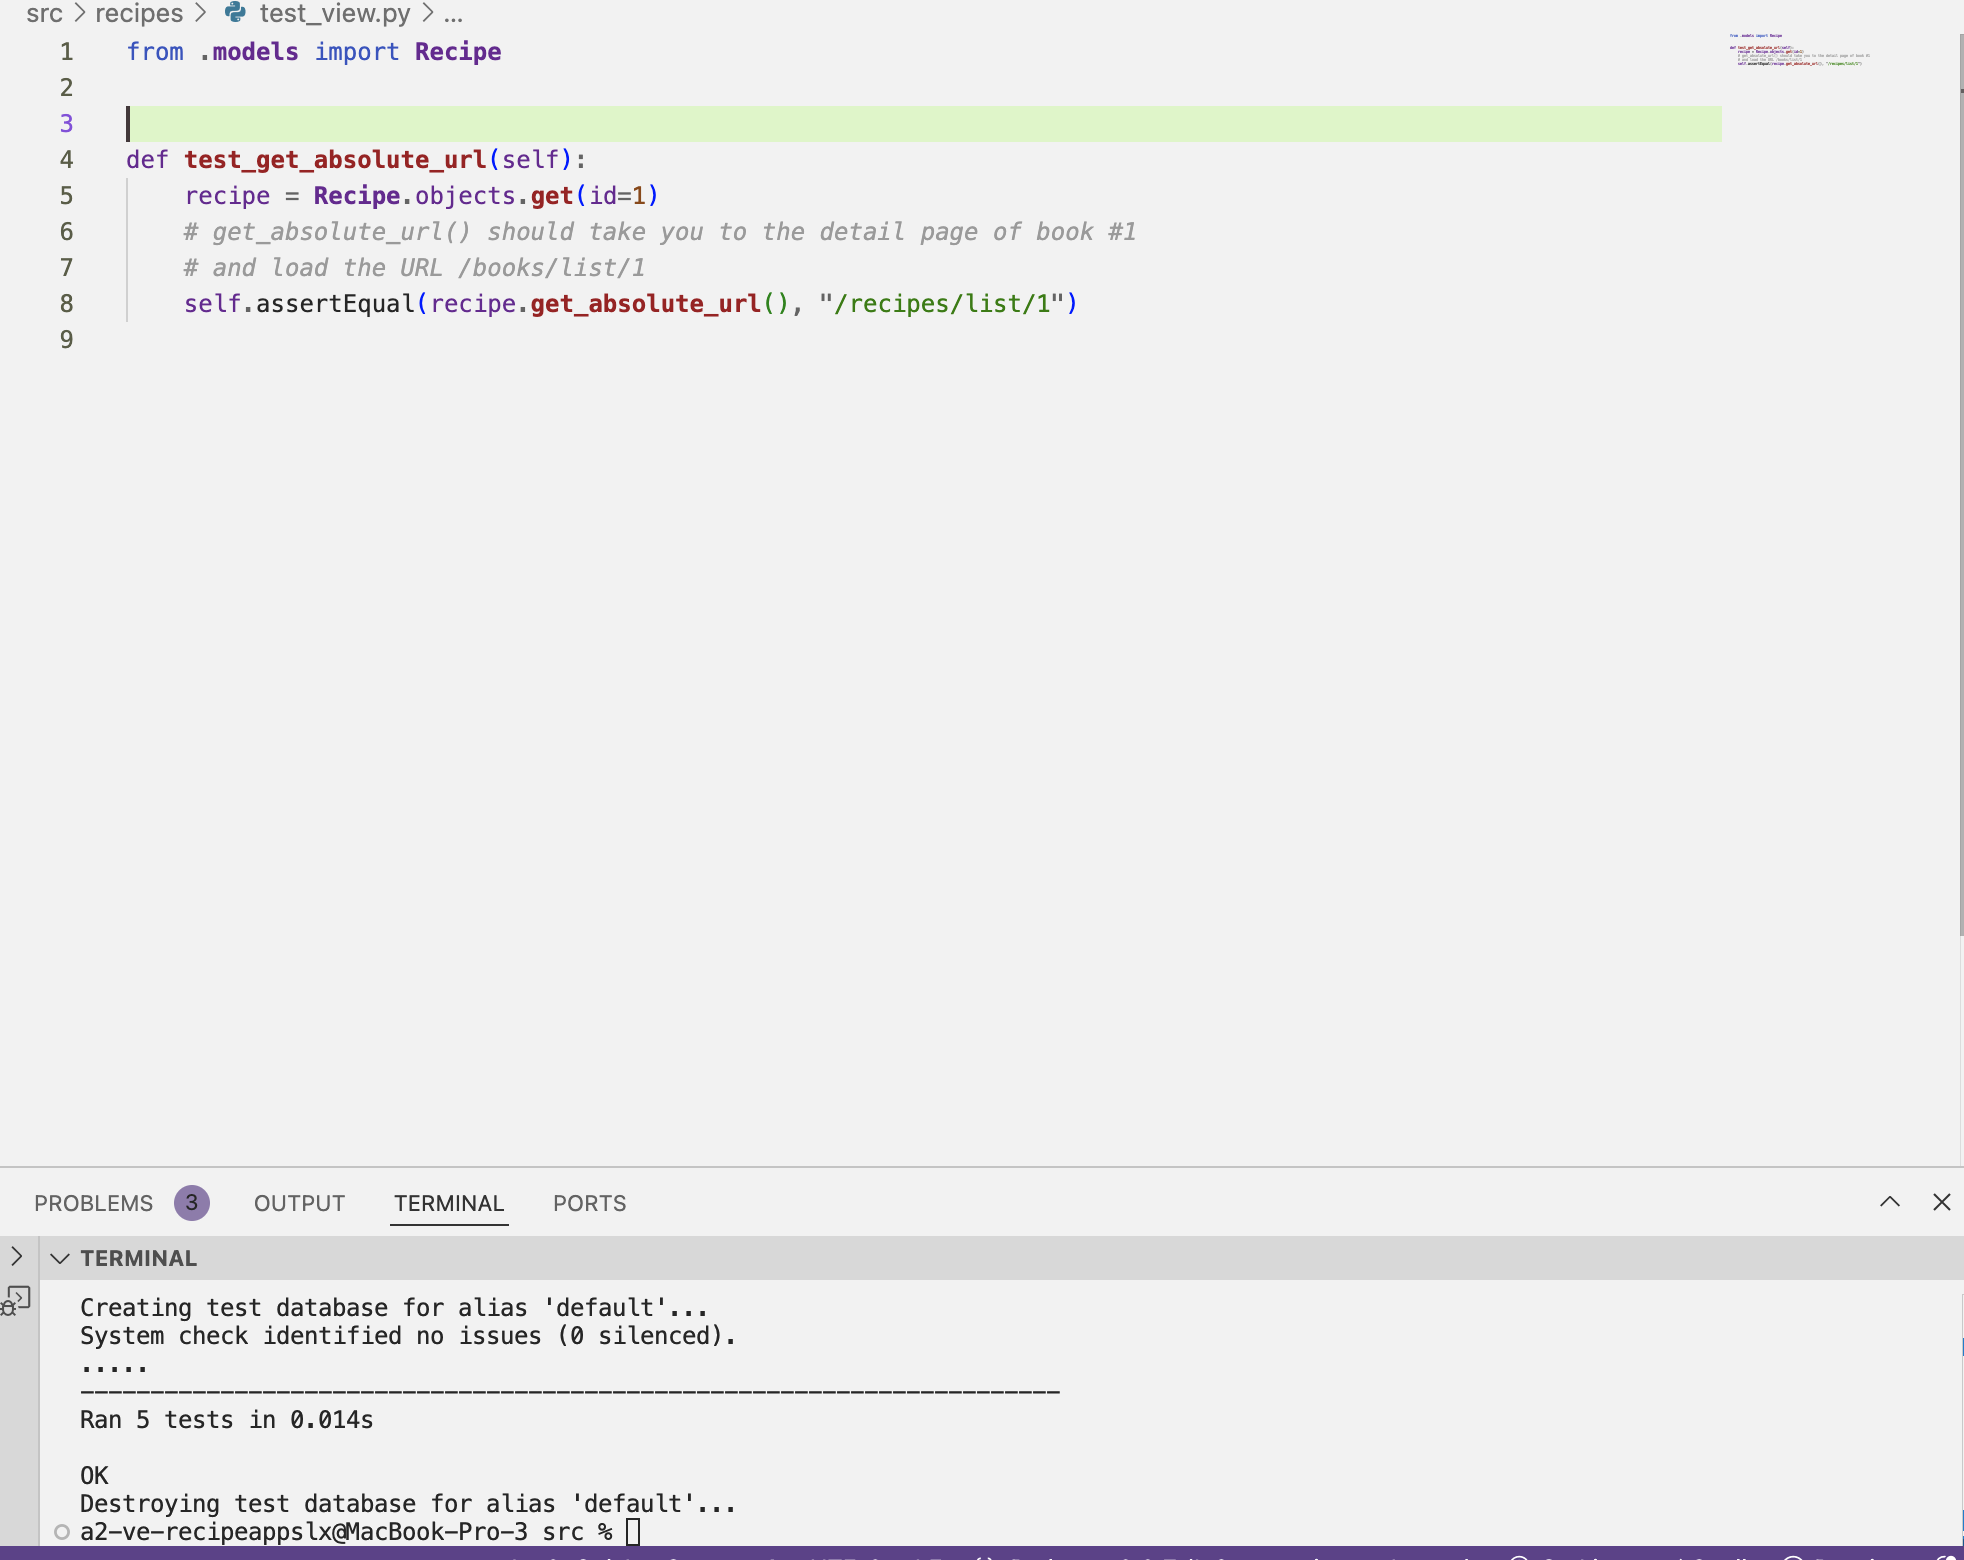 src > recipes > test_view.py > ...
1 from .models import Recipe
2
3
4 def test_get_absolute_url(self):
5     recipe = Recipe.objects.get(id=1)
6     # get_absolute_url() should take you to the detail page of book #1
7     # and load the URL /books/list/1
8     self.assertEqual(recipe.get_absolute_url(), "/recipes/list/1")
9
PROBLEMS 3 OUTPUT TERMINAL PORTS
TERMINAL
Creating test database for alias 'default'...
System check identified no issues (0 silenced).
.....
----------------------------------------------------------------------
Ran 5 tests in 0.014s
OK
Destroying test database for alias 'default'...
a2-ve-recipeappslx@MacBook-Pro-3 src %